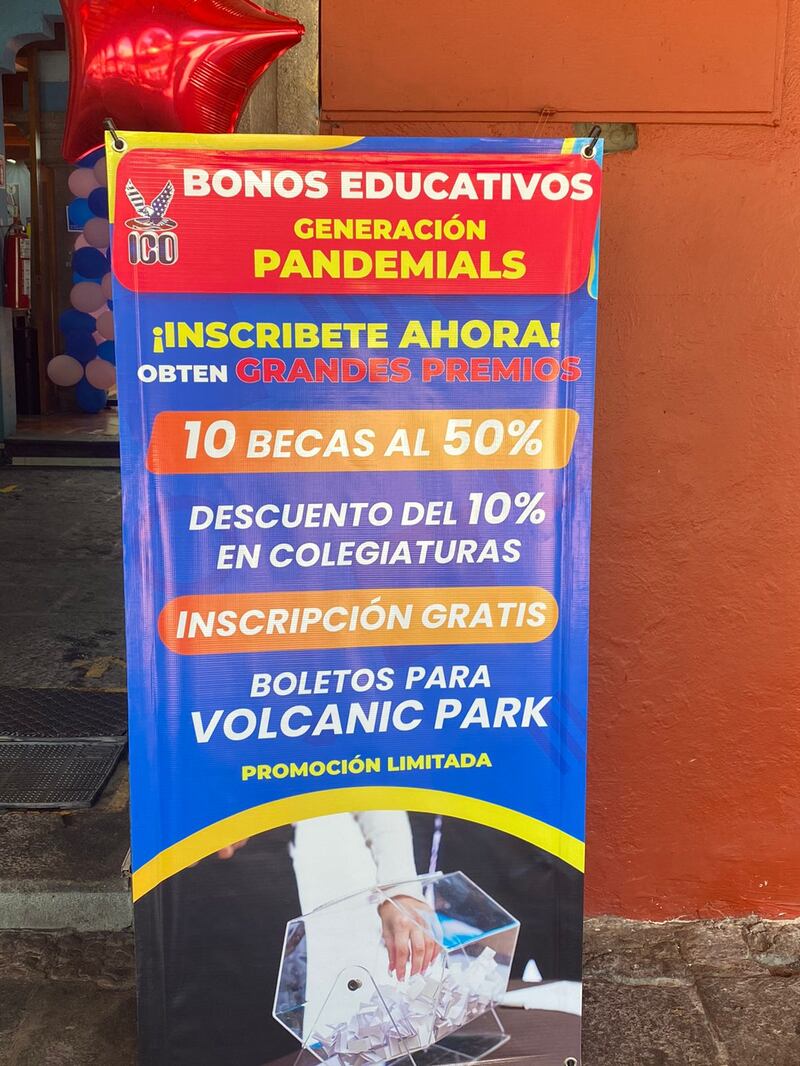 BONOS EDUCATIVOS
ICO
GENERACIÓN
PANDEMIALS
¡INSCRIBETE AHORA!
OBTEN GRANDES PREMIOS
10 BECAS AL 50%
DESCUENTO DEL 10%
EN COLEGIATURAS
INSCRIPCIÓN GRATIS
BOLETOS PARA
VOLCANIC PARK
PROMOCIÓN LIMITADA